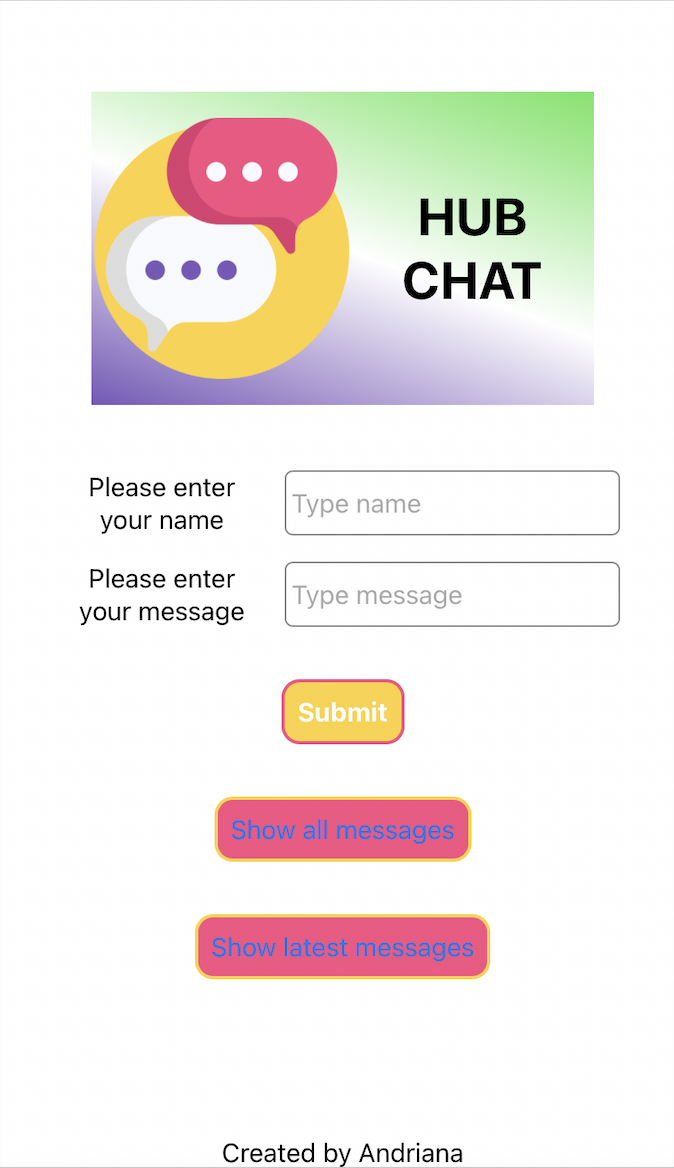 HUB
CHAT
Please enter
your name
Type name
Please enter
your message
Type message
Submit
Show all messages
Show latest messages
Created by Andriana